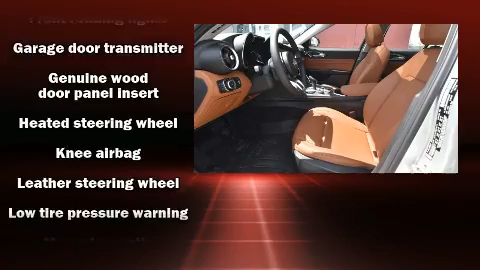 Garage door transmitter
Genuine wood
door panel insert
Heated steering wheel
Knee airbag
Leather steering wheel
Low tire pressure warning